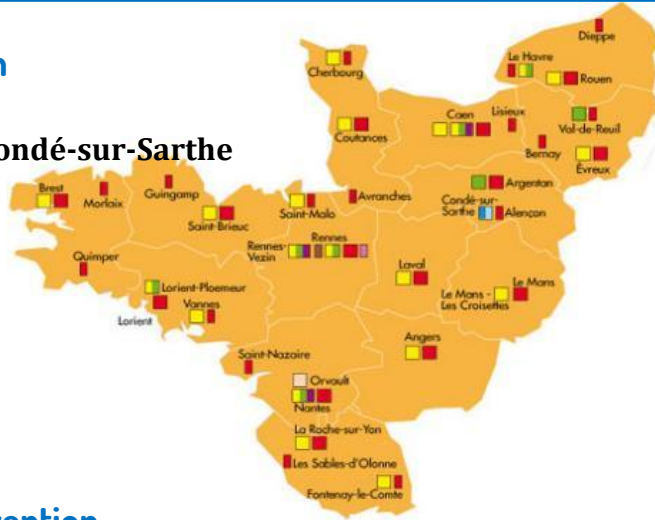 n
ondé-sur-Sarthe
Dieppe
Le Havre
Rouen
Cherbourg
Caen
Lisieux
Val-de-Reuil
Coutances
Bernay
Évreux
Argentan
Condé-sur-
Sarthe
Alençon
Brest
Morlaix
Guingamp
Saint-Brieuc
Saint-Malo
Avranches
Rennes-
Vezin
Rennes
Quimper
Laval
Le Mans
Le Mans -
Les Croisettes
Lorient-Ploemeur
Lorient
Vannes
Angers
Saint-Nazaire
Orvault
Nantes
La Roche-sur-Yon
Les Sables-d'Olonne
Fontenay-le-Comte